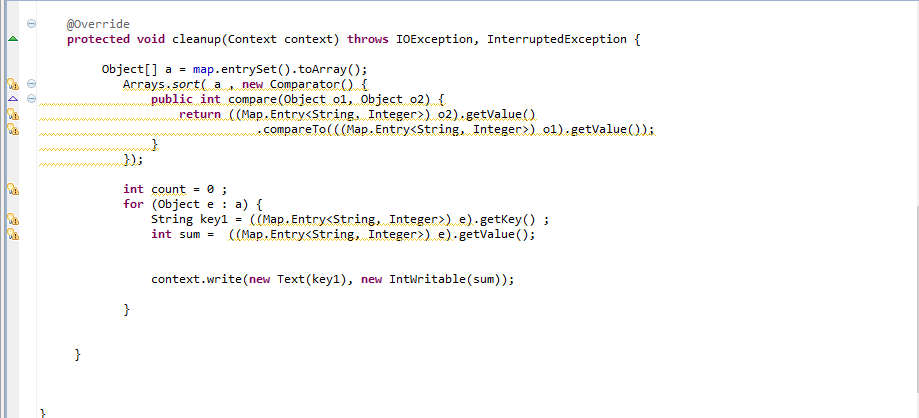 @Override
protected void cleanup(Context context) throws IOException, InterruptedException {
Object[] a = map.entrySet().toArray();
Arrays.sort( a , new Comparator() {
public int compare(Object o1, Object o2) {
return ((Map.Entry<String, Integer>) o2).getValue()
.compareTo(((Map.Entry<String, Integer>) o1).getValue());
}
});
int count = 0 ;
for (Object e : a) {
String key1 = ((Map.Entry<String, Integer>) e).getKey() ;
int sum =  ((Map.Entry<String, Integer>) e).getValue();
context.write(new Text(key1), new IntWritable(sum));
}
}
}